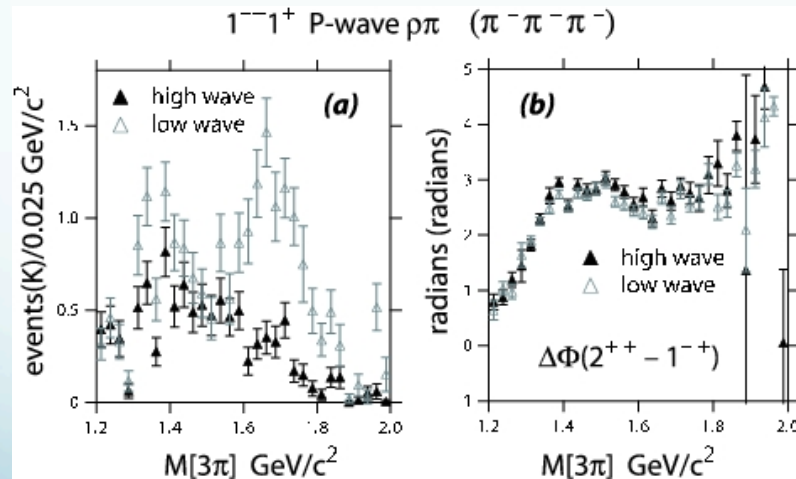 1⁻⁻1⁺ P-wave ρπ (π⁻π⁻π⁻)
(a)
high wave
low wave
events(K)/0.025 GeV/c²
1.5
1.0
0.5
0
1.2 1.4 1.6 1.8 2.0
M[3π] GeV/c²
(b)
radians (radians)
5
4
3
2
1
0
1
high wave
low wave
ΔΦ(2⁺⁺ − 1⁻⁺)
1.2 1.4 1.6 1.8 2.0
M[3π] GeV/c²